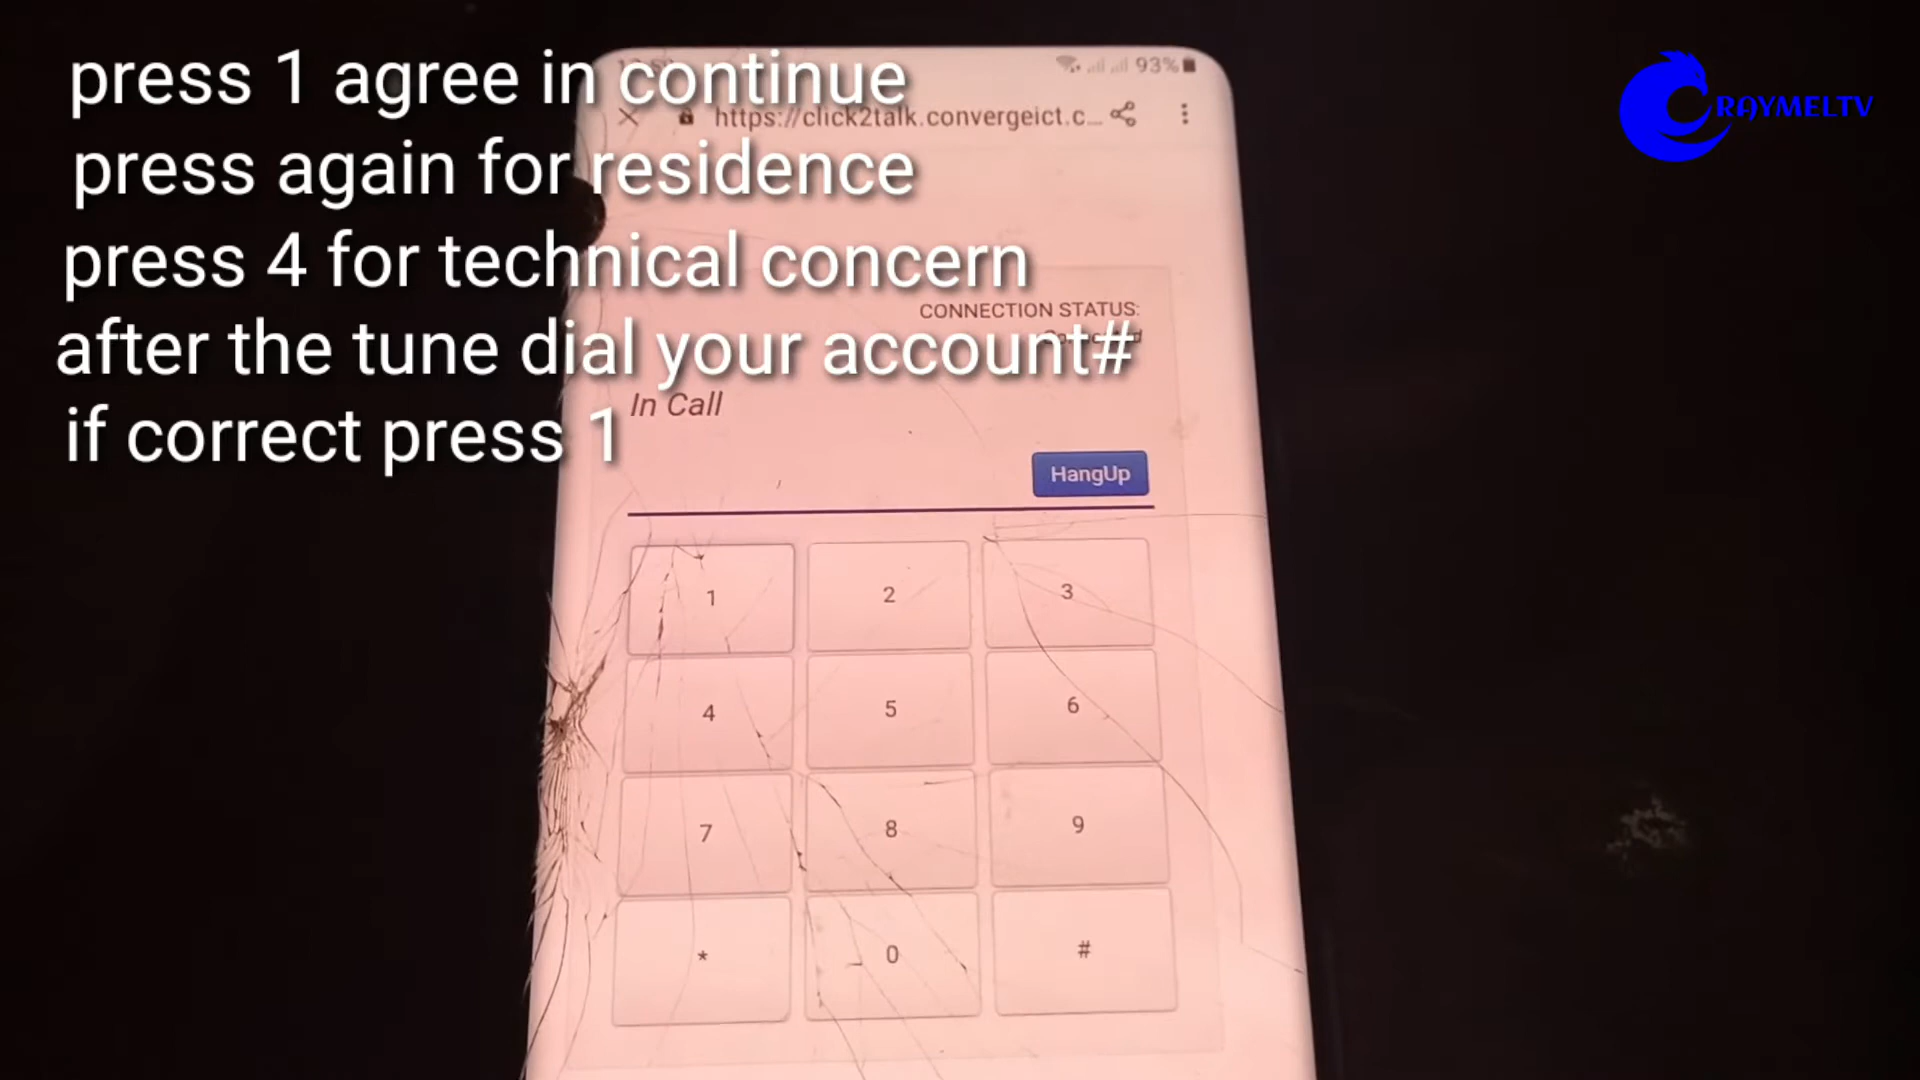 press 1 agree in continue
press again for residence
press 4 for technical concern
after the tune dial your account#
if correct press 1
RAYMELTV
93%
https://click2talk.convergeict.c...
CONNECTION STATUS:
In Call
HangUp
1 2 3
4 5 6
7 8 9
* 0 #